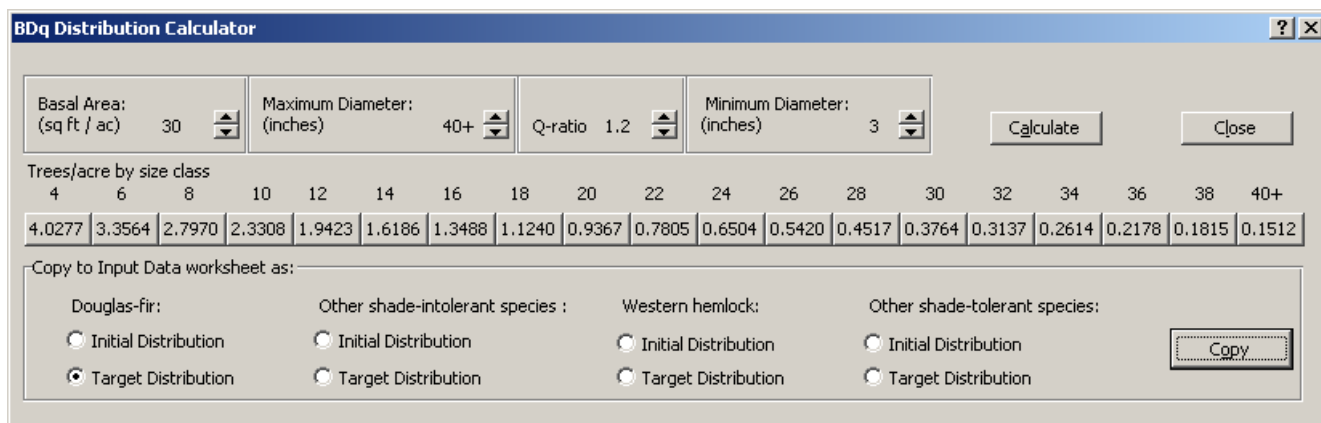 BDq Distribution Calculator
Basal Area: (sq ft / ac) 30
Maximum Diameter: (inches) 40+
Q-ratio 1.2
Minimum Diameter: (inches) 3
Calculate
Close
Trees/acre by size class
4 6 8 10 12 14 16 18 20 22 24 26 28 30 32 34 36 38 40+
4.0277 3.3564 2.7970 2.3308 1.9423 1.6186 1.3488 1.1240 0.9367 0.7805 0.6504 0.5420 0.4517 0.3764 0.3137 0.2614 0.2178 0.1815 0.1512
Copy to Input Data worksheet as:
Douglas-fir: Other shade-intolerant species : Western hemlock: Other shade-tolerant species:
Initial Distribution Initial Distribution Initial Distribution Initial Distribution
Target Distribution Target Distribution Target Distribution Target Distribution
Copy